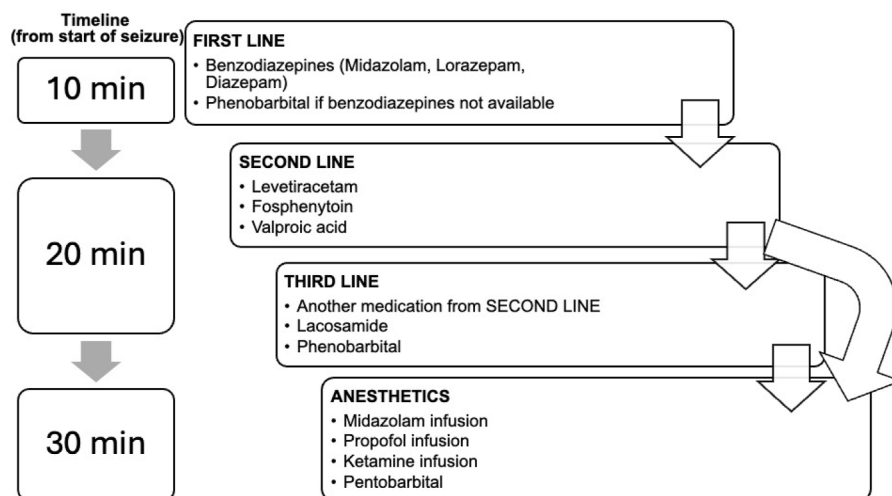 Timeline
(from start of seizure)
10 min
20 min
30 min
FIRST LINE
• Benzodiazepines (Midazolam, Lorazepam,
Diazepam)
• Phenobarbital if benzodiazepines not available
SECOND LINE
• Levetiracetam
• Fosphenytoin
• Valproic acid
THIRD LINE
• Another medication from SECOND LINE
• Lacosamide
• Phenobarbital
ANESTHETICS
• Midazolam infusion
• Propofol infusion
• Ketamine infusion
• Pentobarbital